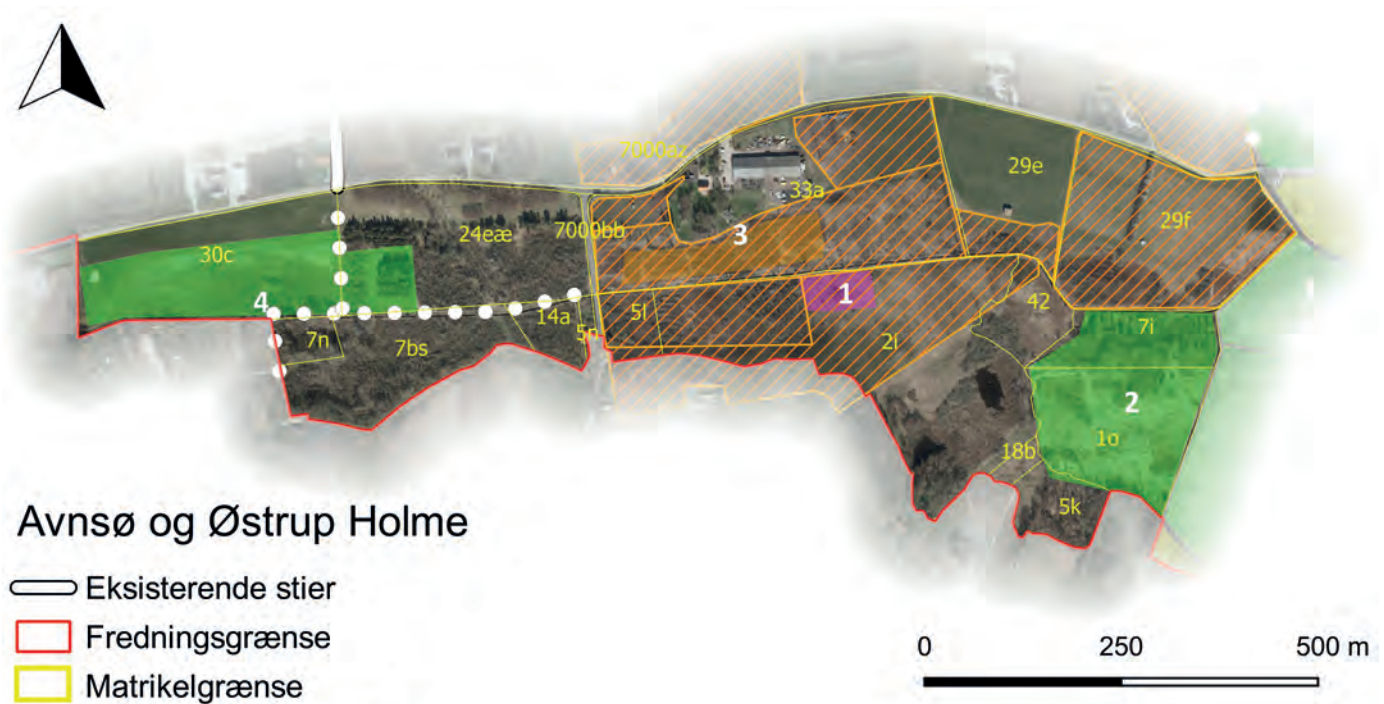 7000az
33a
29e
29f
30c
24eæ
7000bb
3
4
1
42
14a
5l
5n
7n
7bs
2i
7i
2
1o
18b
5k
Avnsø og Østrup Holme
Eksisterende stier
Fredningsgrænse
Matrikelgrænse
0 250 500 m